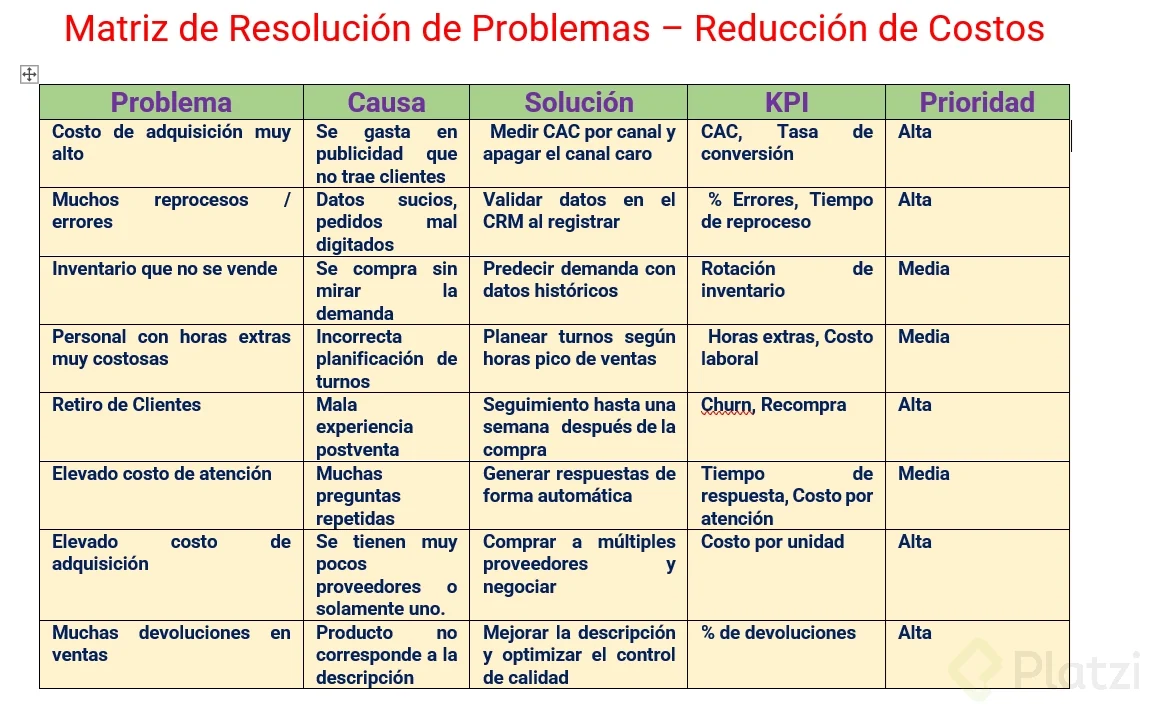 Matriz de Resolución de Problemas – Reducción de Costos
Problema Causa Solución KPI Prioridad
Costo de adquisición muy alto
Se gasta en publicidad que no trae clientes
Medir CAC por canal y apagar el canal caro
CAC, Tasa de conversión
Alta
Muchos reprocesos / errores
Datos sucios, pedidos mal digitados
Validar datos en el CRM al registrar
% Errores, Tiempo de reproceso
Alta
Inventario que no se vende
Se compra sin mirar la demanda
Predecir demanda con datos históricos
Rotación de inventario
Media
Personal con horas extras muy costosas
Incorrecta planificación de turnos
Planear turnos según horas pico de ventas
Horas extras, Costo laboral
Media
Retiro de Clientes
Mala experiencia postventa
Seguimiento hasta una semana después de la compra
Churn, Recompra
Alta
Elevado costo de atención
Muchas preguntas repetidas
Generar respuestas de forma automática
Tiempo de respuesta, Costo por atención
Media
Elevado costo de adquisición
Se tienen muy pocos proveedores o solamente uno.
Comprar a múltiples proveedores y negociar
Costo por unidad
Alta
Muchas devoluciones en ventas
Producto no corresponde a la descripción
Mejorar la descripción y optimizar el control de calidad
% de devoluciones
Alta
Platzi